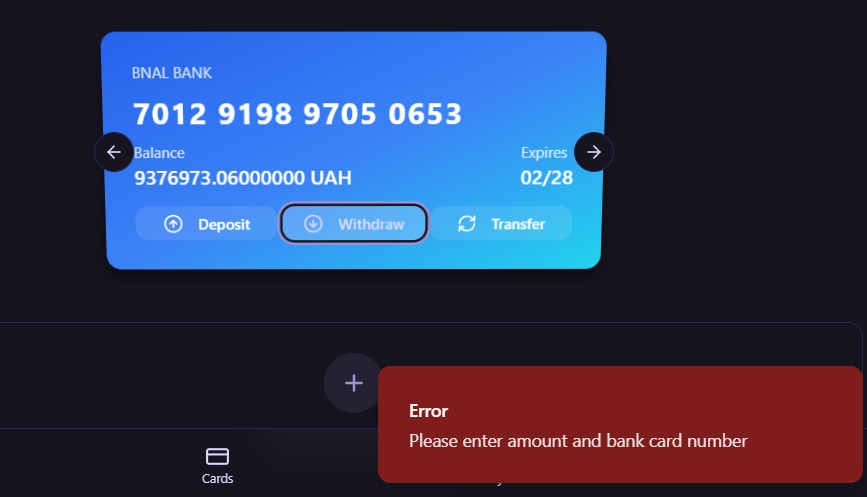 BNAL BANK
7012 9198 9705 0653
Balance
Expires
9376973.06000000 UAH
02/28
Deposit
Withdraw
Transfer
Error
Please enter amount and bank card number
Cards